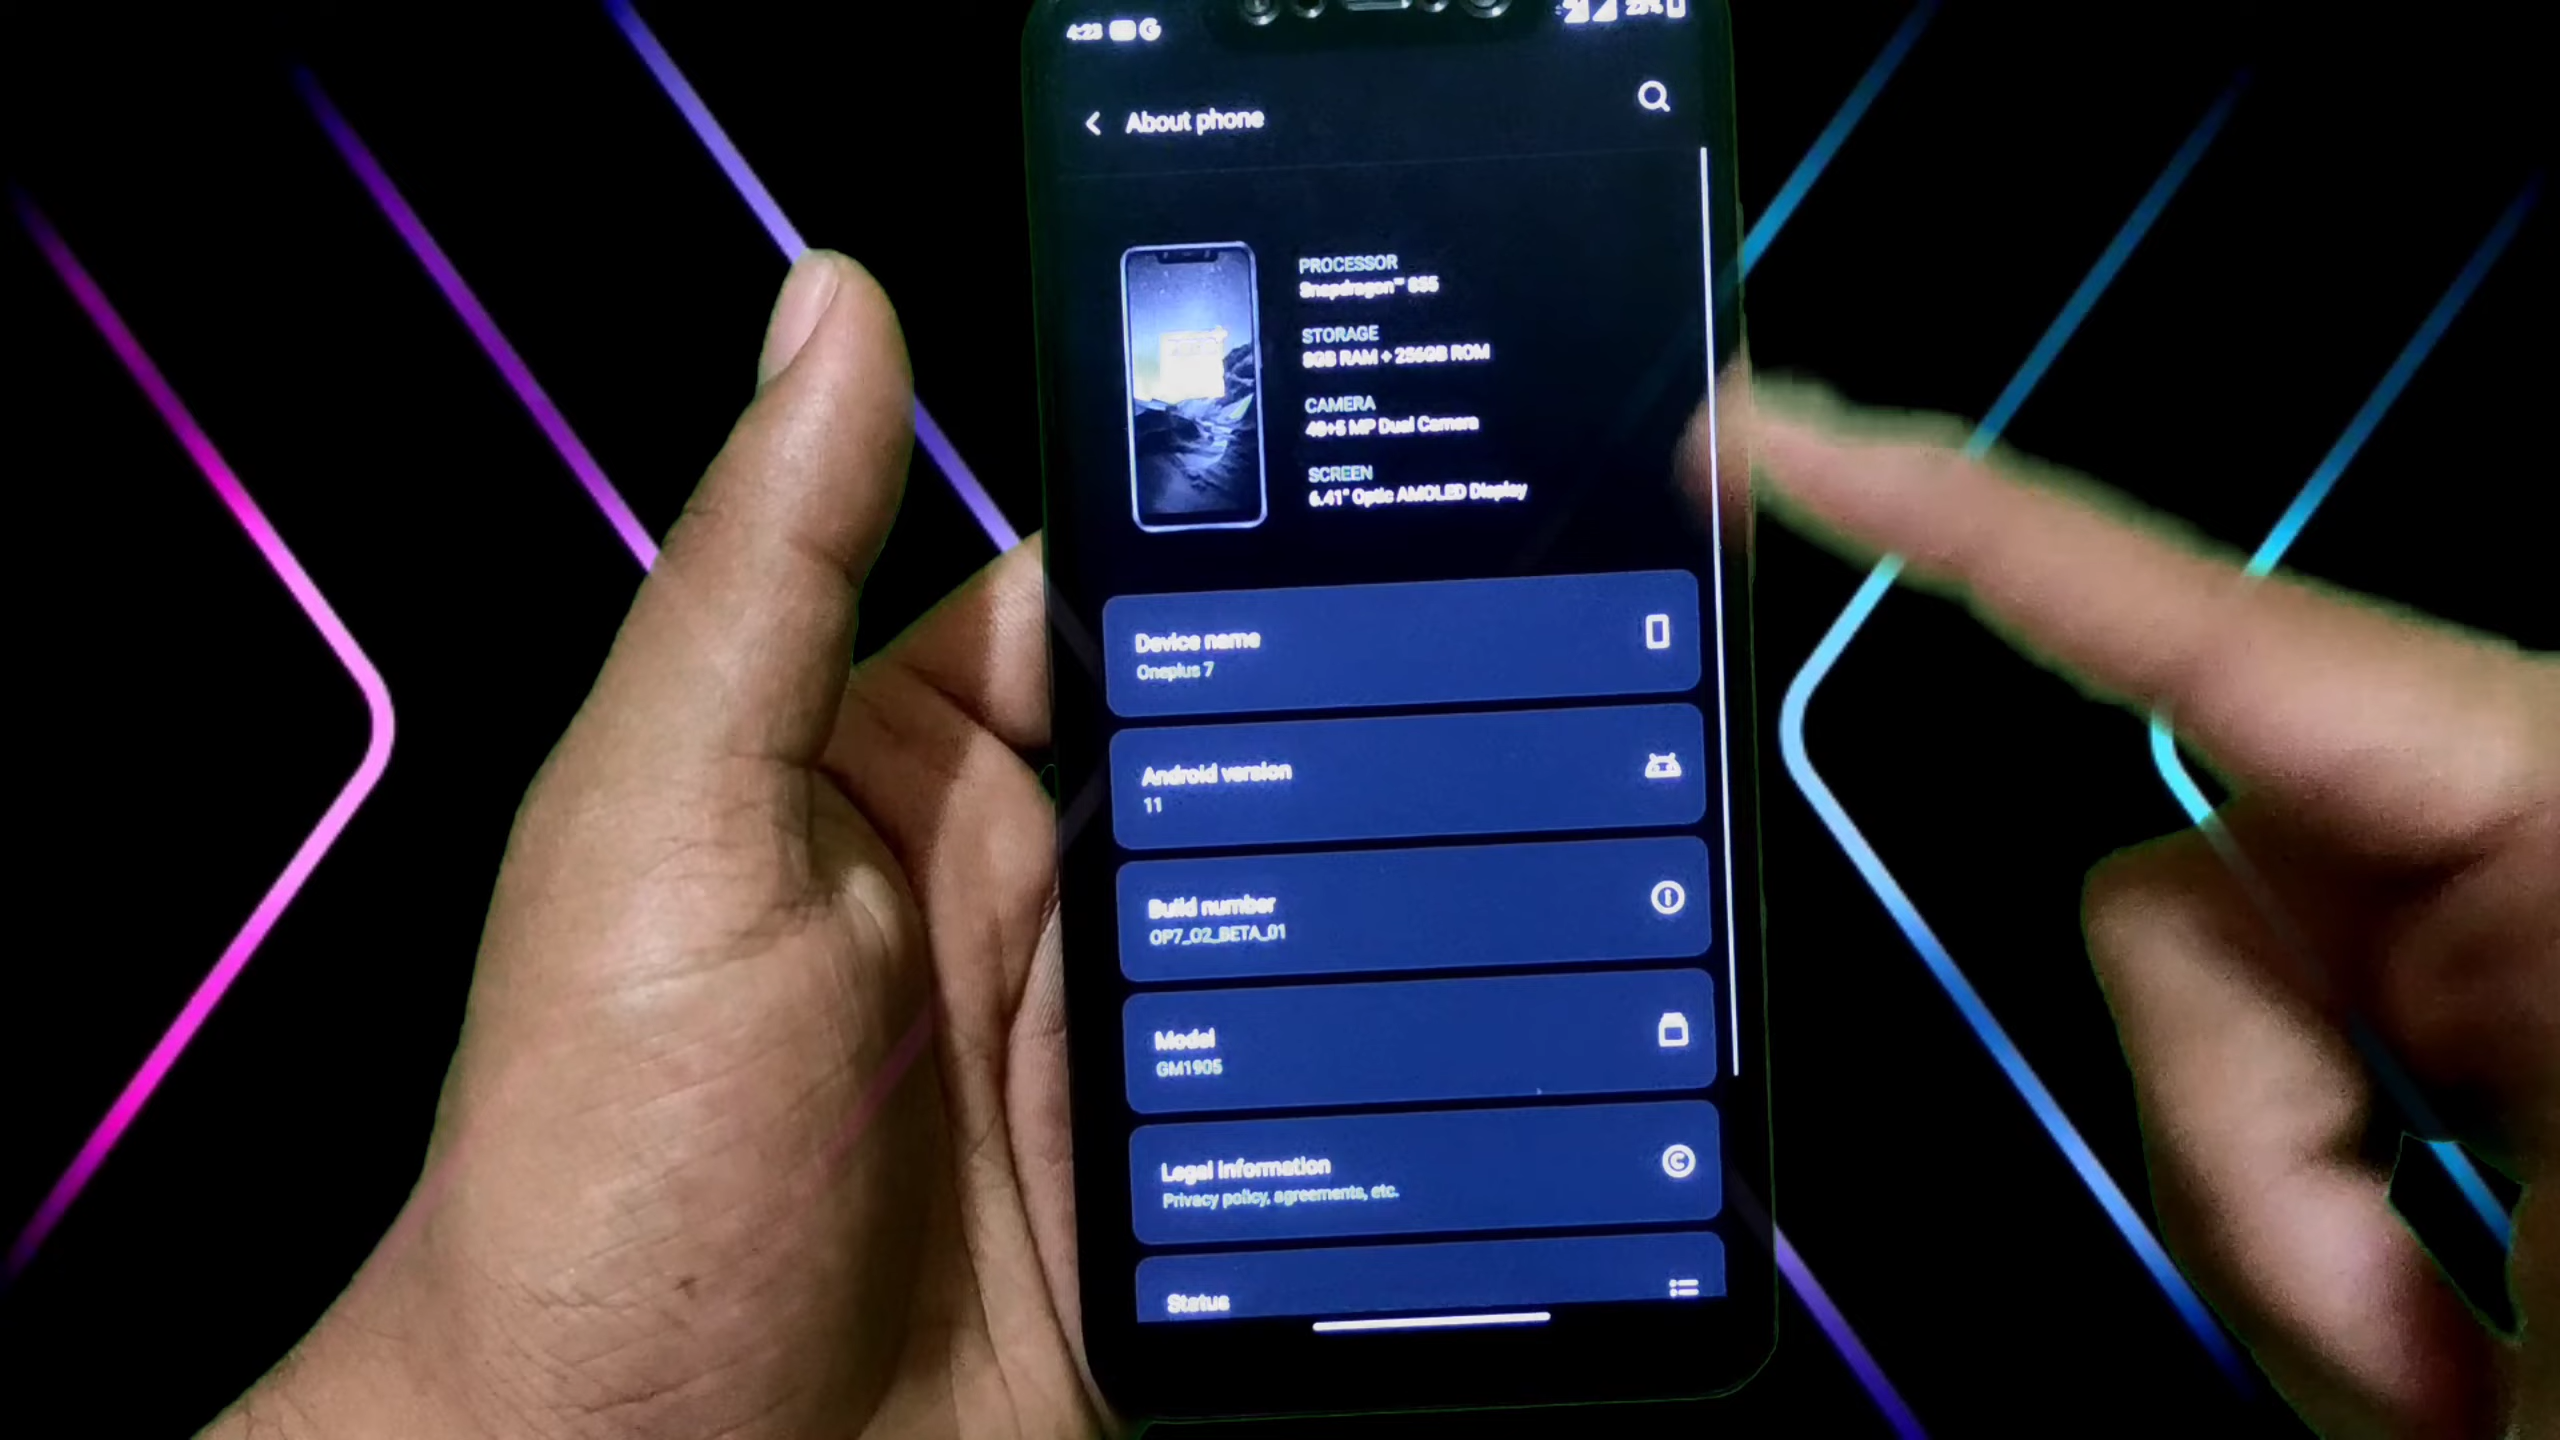 4:23
About phone
PROCESSOR
Snapdragon™ 855
STORAGE
8GB RAM + 256GB ROM
CAMERA
48+5 MP Dual Camera
SCREEN
6.41" Optic AMOLED Display
Device name
Oneplus 7
Android version
11
Build number
OP7_O2_BETA_01
Model
GM1905
Legal information
Privacy policy, agreements, etc.
Status